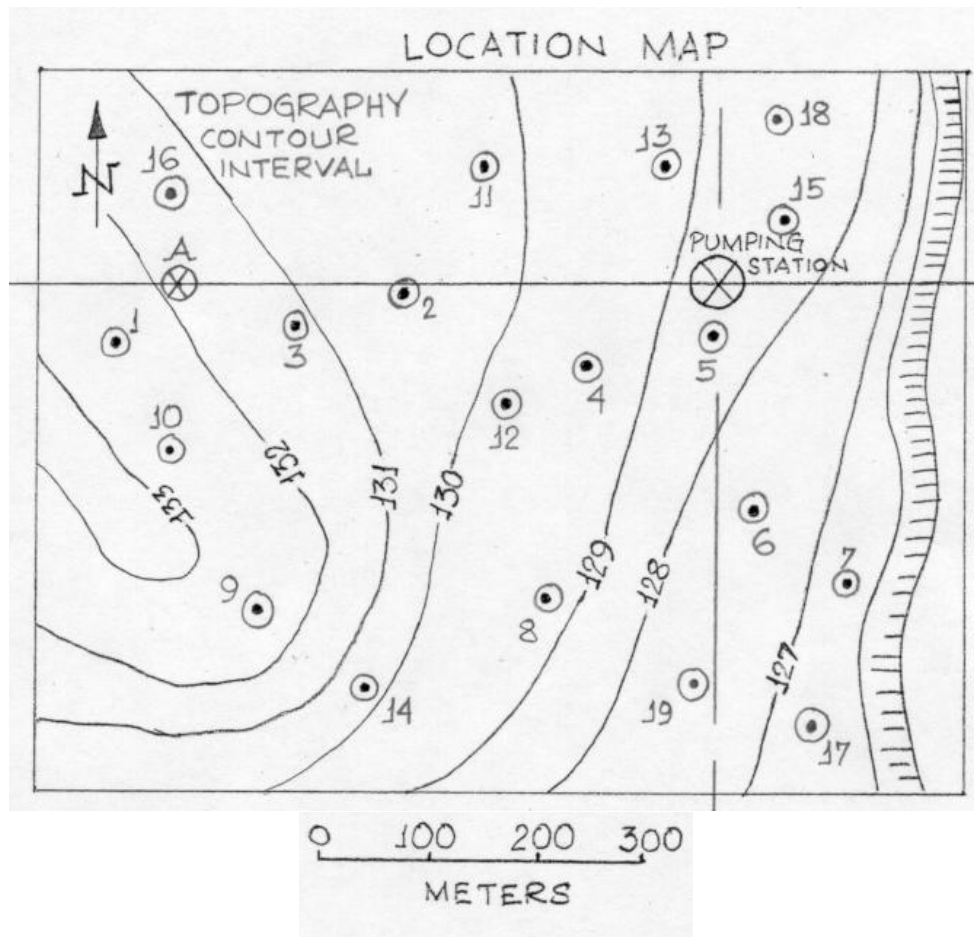 LOCATION MAP
TOPOGRAPHY
CONTOUR
INTERVAL
N
16
A
1
3
2
11
13
18
15
PUMPING
STATION
5
4
12
10
133
132
131
130
129
128
127
9
14
8
6
7
19
17
0 100 200 300
METERS